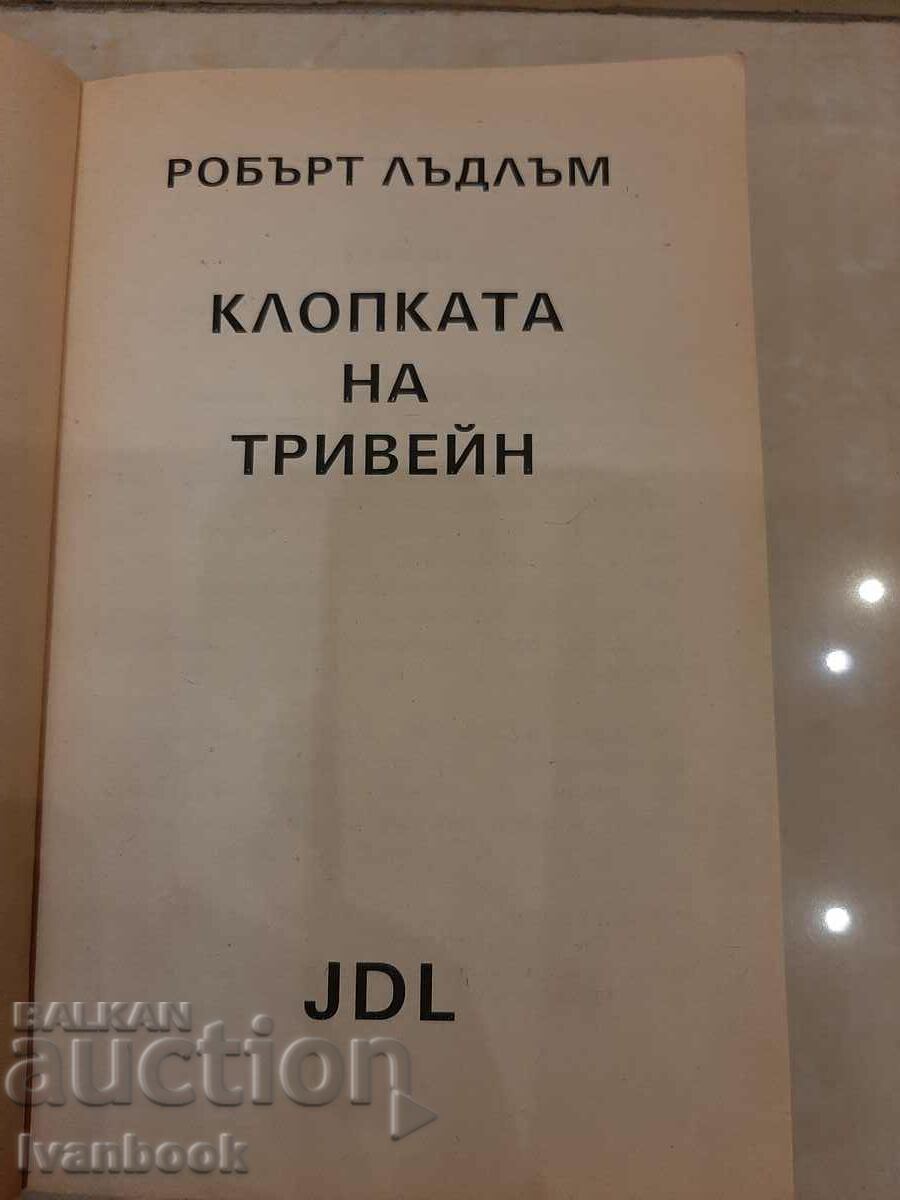 РОБЪРТ ЛЪДЛЪМ
КЛОПКАТА
НА
ТРИВЕЙН
JDL
BALKAN
auction
Ivanbook